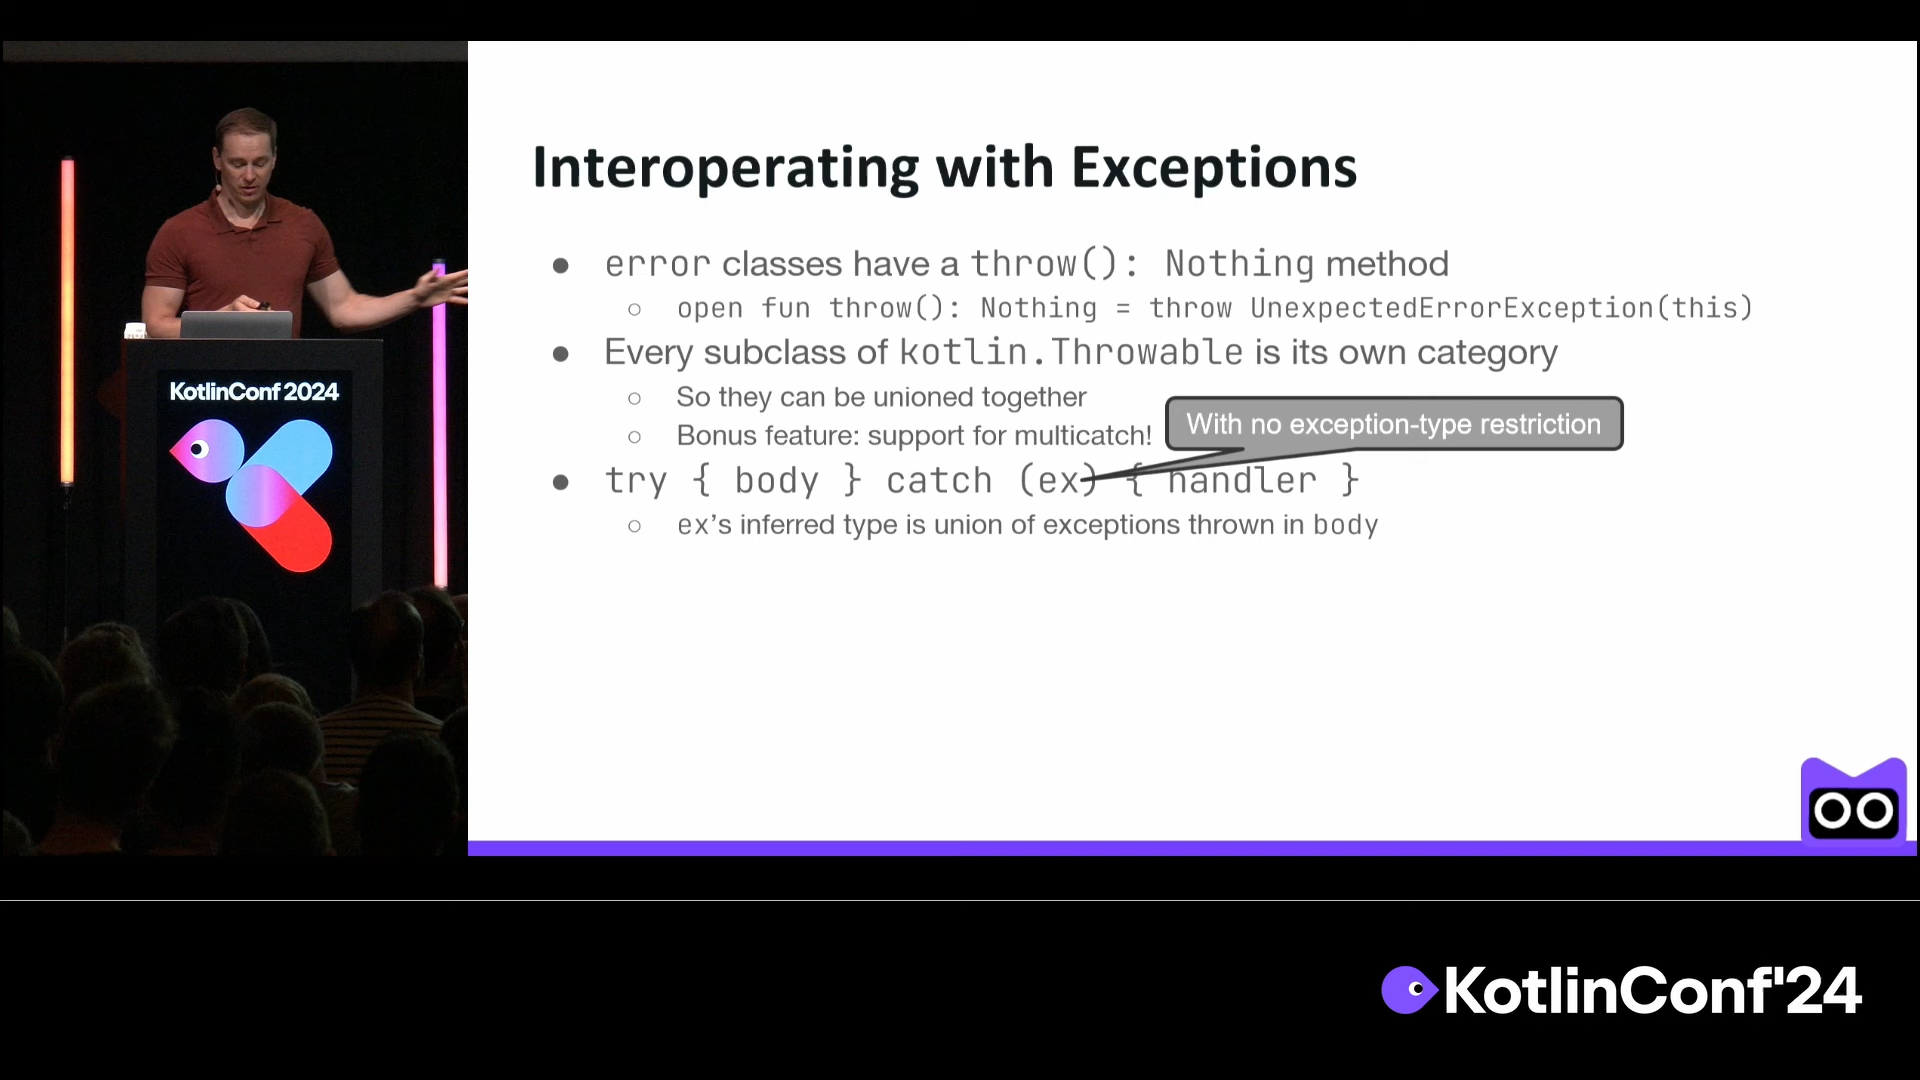 KotlinConf 2024
Interoperating with Exceptions
● error classes have a throw(): Nothing method
○ open fun throw(): Nothing = throw UnexpectedErrorException(this)
● Every subclass of kotlin.Throwable is its own category
○ So they can be unioned together
○ Bonus feature: support for multicatch!
With no exception-type restriction
● try { body } catch (ex) { handler }
○ ex’s inferred type is union of exceptions thrown in body
KotlinConf'24